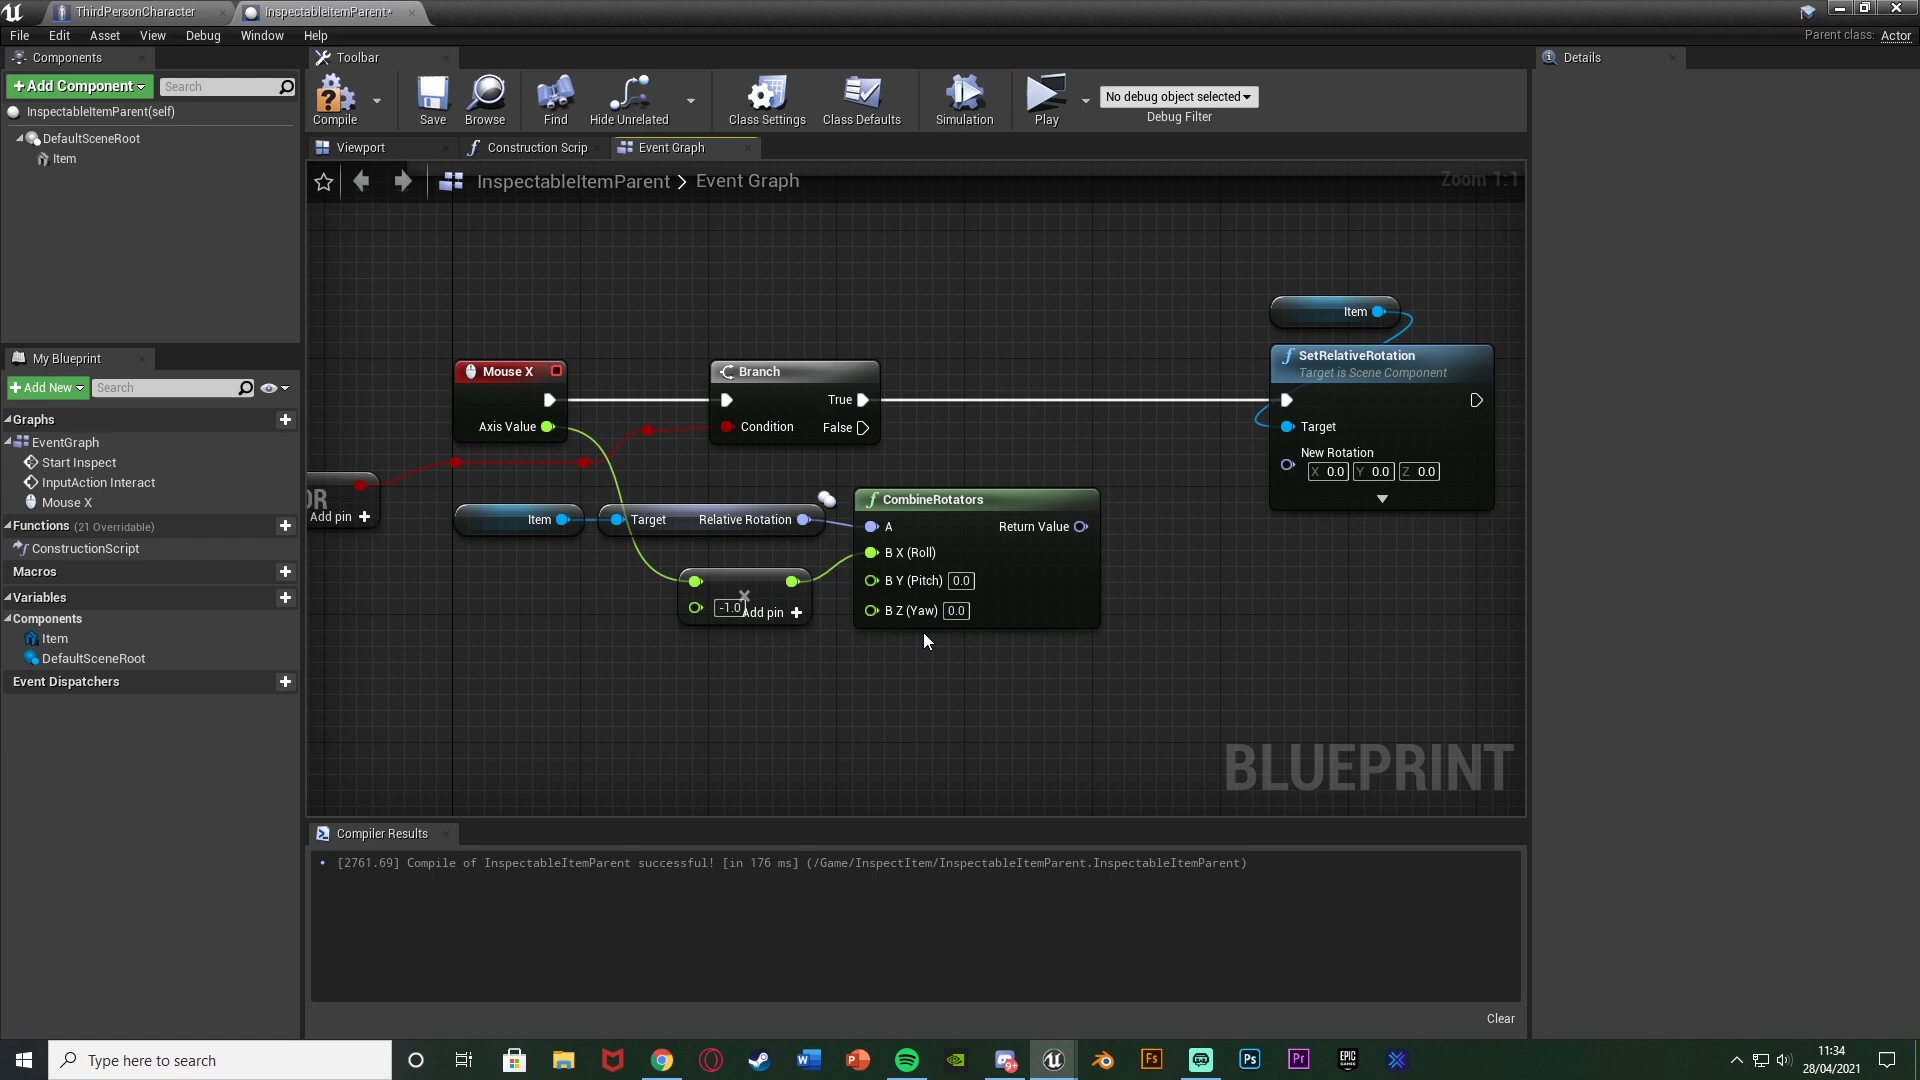 ThirdPersonCharacter
InspectableItemParent*
File Edit Asset View Debug Window Help
Parent class: Actor
Components
Toolbar
Details
+Add Component
Search
InspectableItemParent(self)
DefaultSceneRoot
Item
Compile
Save
Browse
Find
Hide Unrelated
Class Settings
Class Defaults
Simulation
Play
No debug object selected
Debug Filter
Viewport
Construction Scrip
Event Graph
InspectableItemParent > Event Graph
Zoom 1:1
My Blueprint
+Add New
Search
Graphs
EventGraph
Start Inspect
InputAction Interact
Mouse X
Functions (21 Overridable)
ConstructionScript
Macros
Variables
Components
Item
DefaultSceneRoot
Event Dispatchers
Mouse X
Axis Value
Branch
True
Condition
False
Item
SetRelativeRotation
Target is Scene Component
Target
New Rotation
X 0.0 Y 0.0 Z 0.0
OR
Add pin +
Item
Target Relative Rotation
-1.0
Add pin +
CombineRotators
A Return Value
B X (Roll)
B Y (Pitch) 0.0
B Z (Yaw) 0.0
BLUEPRINT
Compiler Results
• [2761.69] Compile of InspectableItemParent successful! [in 176 ms] (/Game/InspectItem/InspectableItemParent.InspectableItemParent)
Clear
Type here to search
11:34
28/04/2021